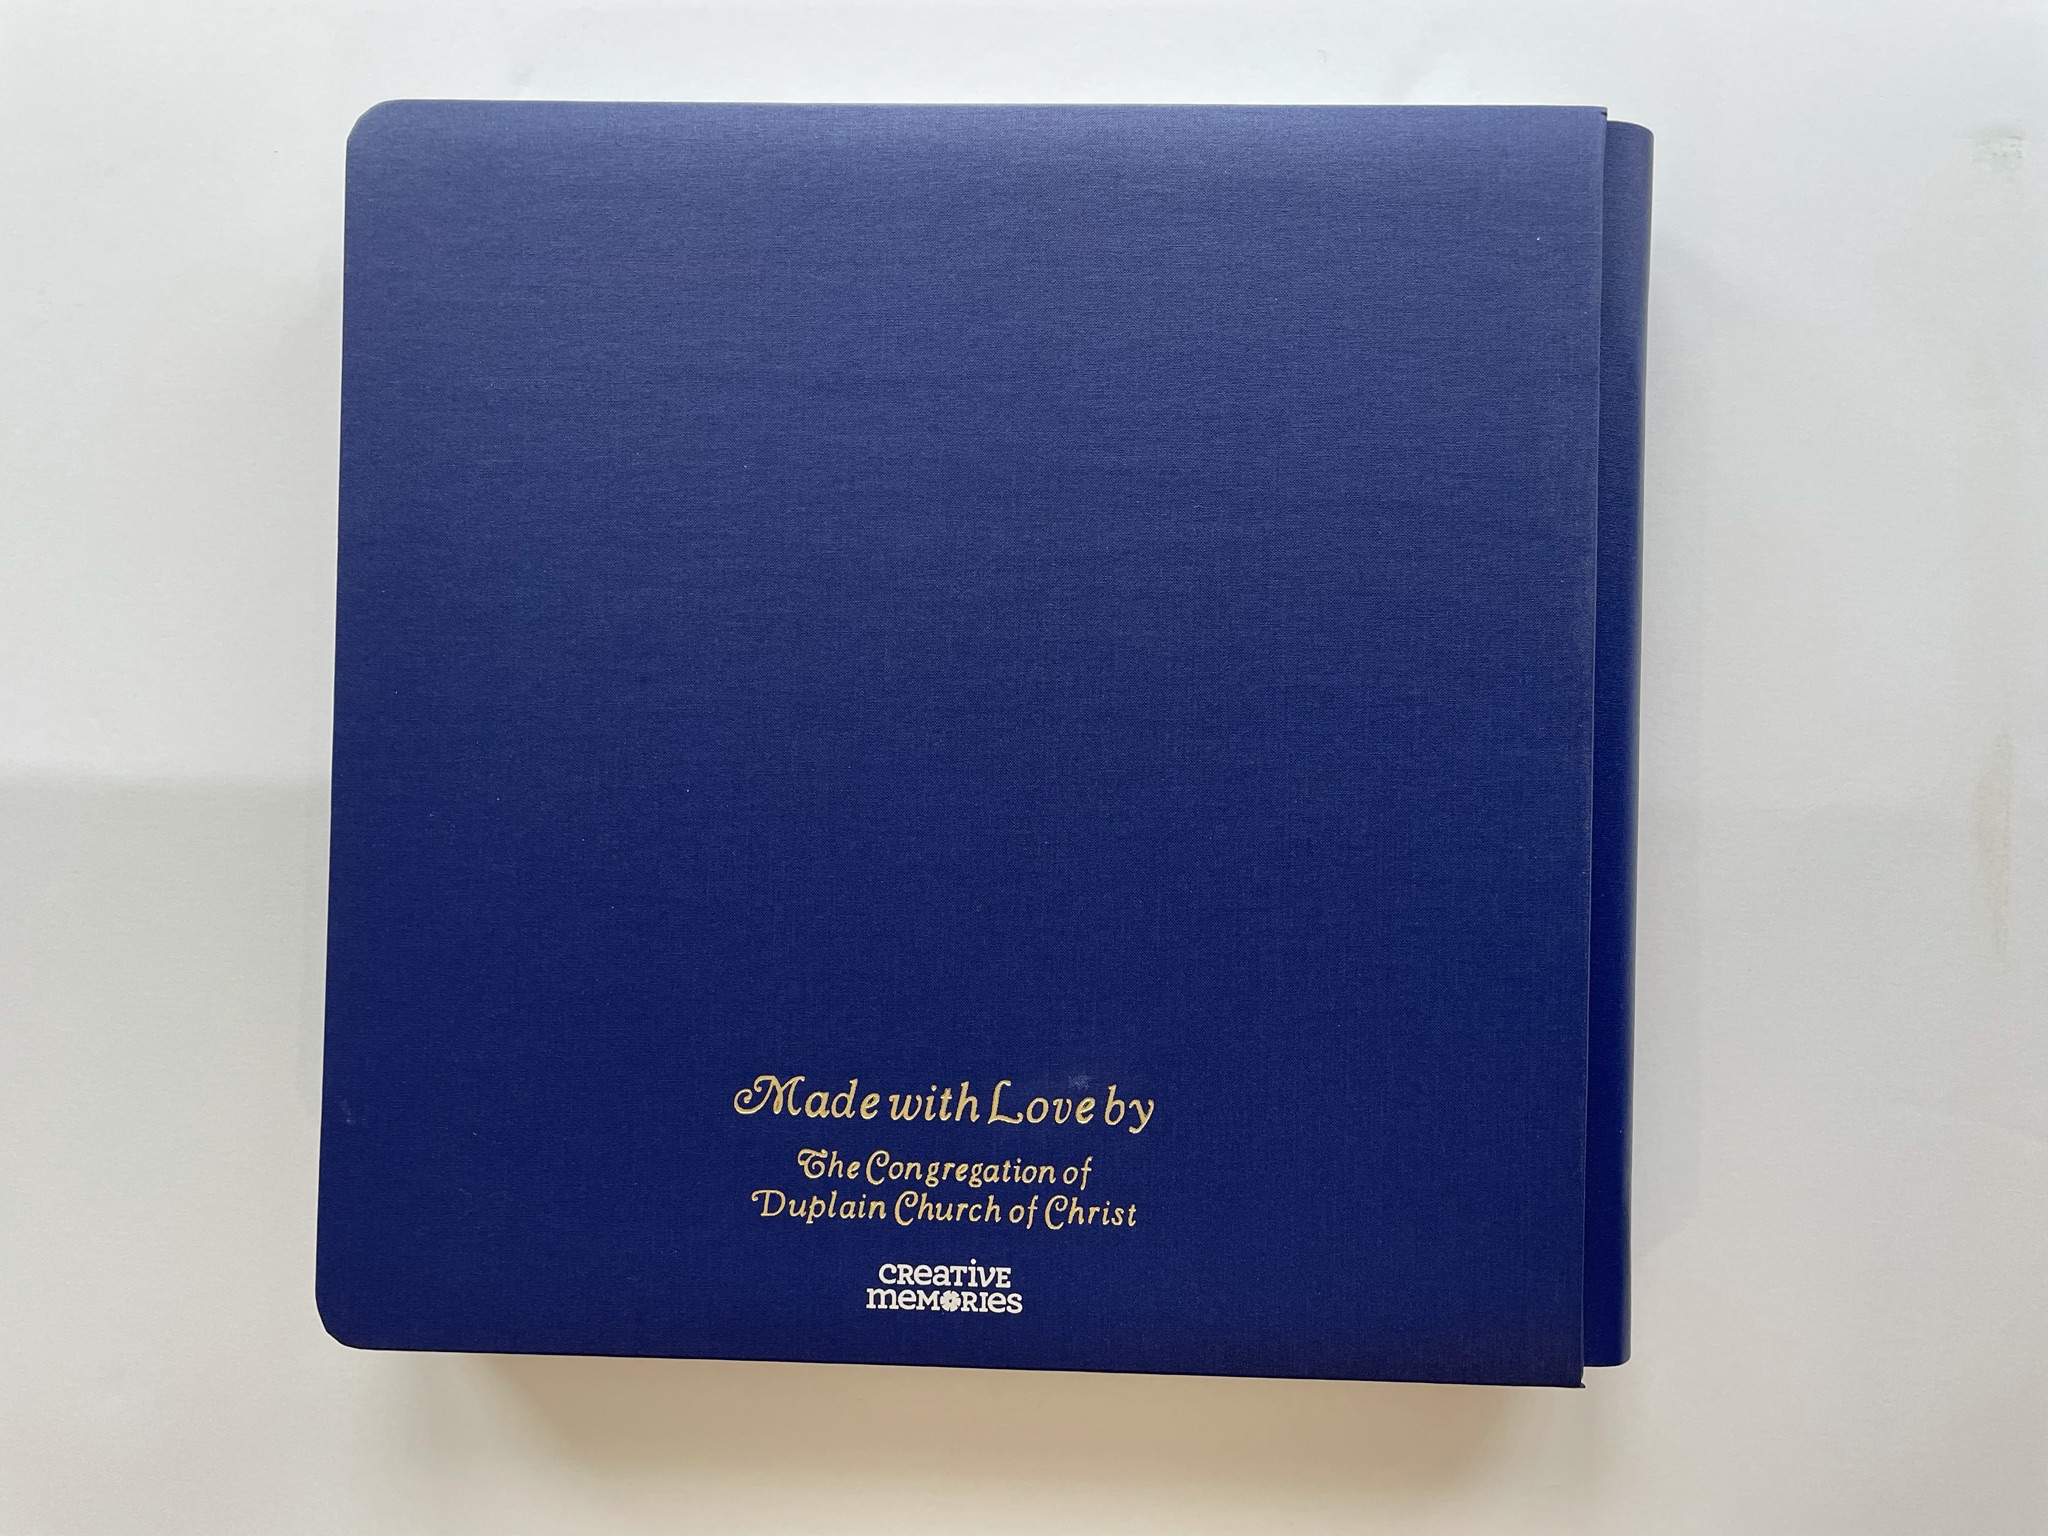 Made with Love by
The Congregation of
Duplain Church of Christ
CReaTiVE
meMORIes